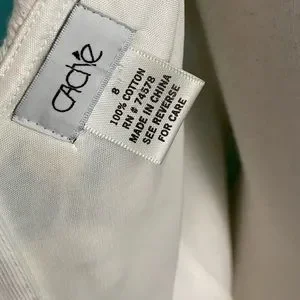 CACHÉ
8
100% COTTON
RN # 74578
MADE IN CHINA
SEE REVERSE
FOR CARE